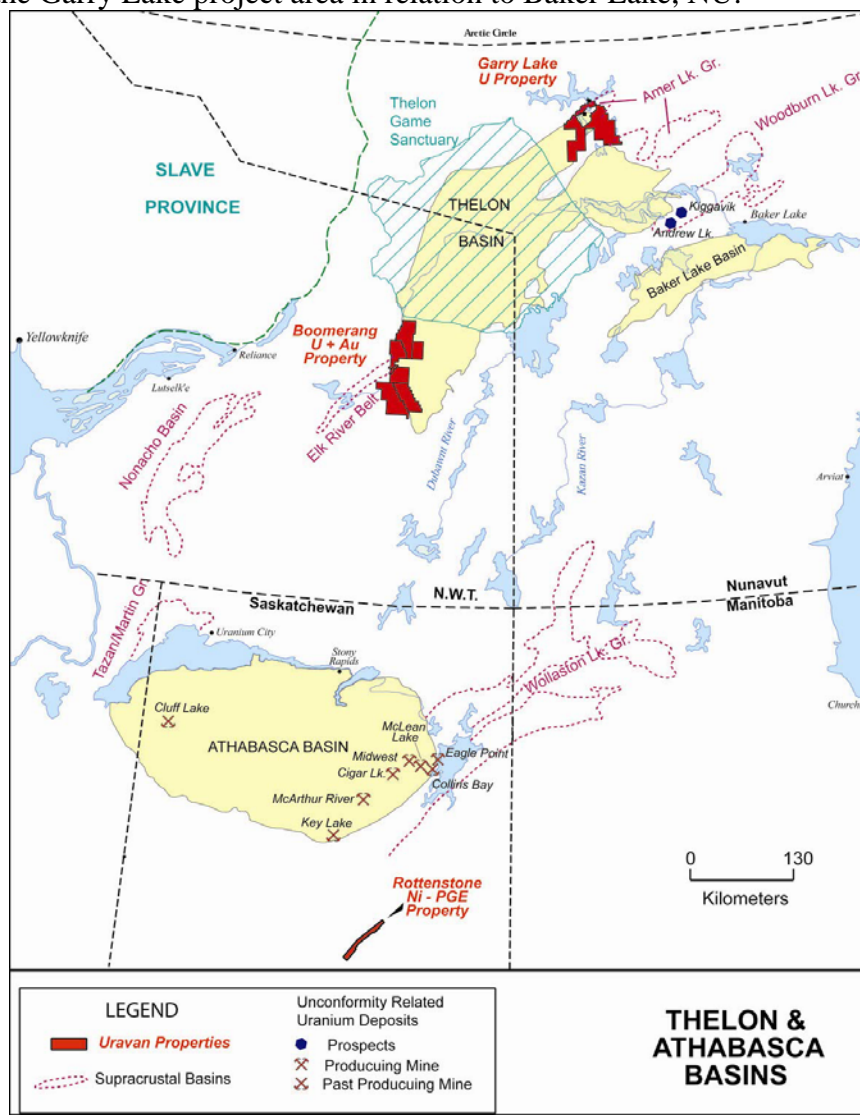 he Garry Lake project area in relation to Baker Lake, NU.
Arctic Circle
Garry Lake
U Property
Amer Lk. Gr.
Woodburn Lk. Gr.
Thelon
Game
Sanctuary
SLAVE
PROVINCE
THELON
BASIN
Kiggavik
Andrew Lk.
Baker Lake
Baker Lake Basin
Yellowknife
Reliance
Lutselk'e
Boomerang
U + Au
Property
Nonacho Basin
Elk River Belt
Dubawnt River
Kazan River
Arviat
Saskatchewan
N.W.T.
Nunavut
Manitoba
Tazan/Martin Gr.
Uranium City
Stony
Rapids
Wollaston Lk. Gr.
Church
Cluff Lake
ATHABASCA BASIN
McLean
Lake
Midwest
Eagle Point
Cigar Lk.
Collins Bay
McArthur River
Key Lake
0 130
Kilometers
Rottenstone
Ni - PGE
Property
LEGEND
Uravan Properties
Supracrustal Basins
Unconformity Related
Uranium Deposits
Prospects
Producuing Mine
Past Producuing Mine
THELON &
ATHABASCA
BASINS